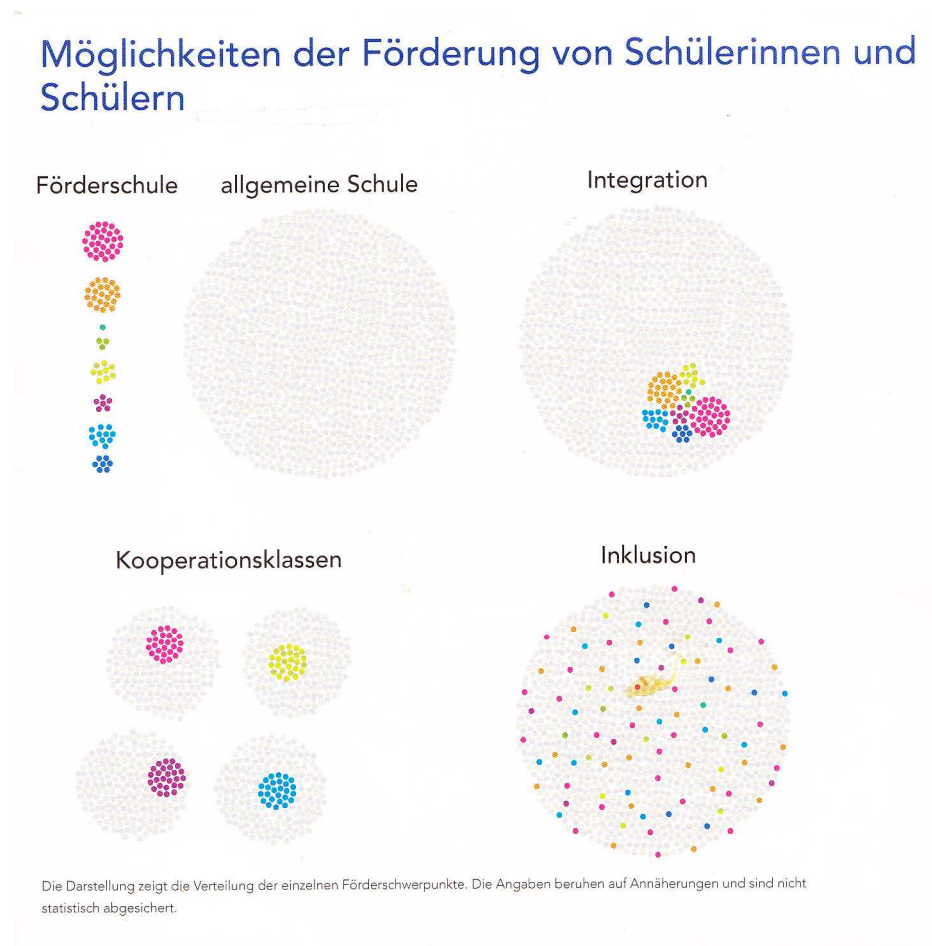 Möglichkeiten der Förderung von Schülerinnen und
Schülern
Förderschule
allgemeine Schule
Integration
Kooperationsklassen
Inklusion
Die Darstellung zeigt die Verteilung der einzelnen Förderschwerpunkte. Die Angaben beruhen auf Annäherungen und sind nicht
statistisch abgesichert.